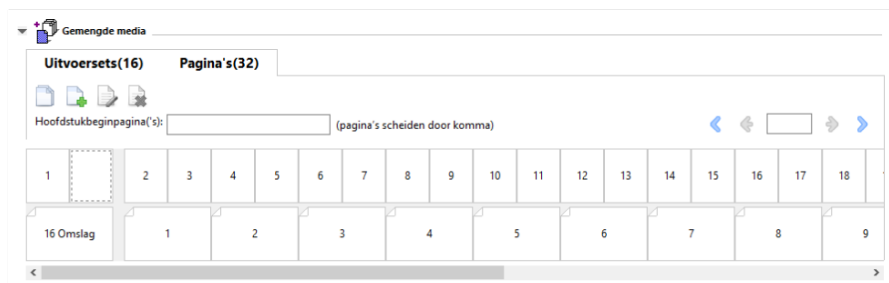 Gemengde media
Uitvoersets(16) Pagina's(32)
Hoofdstukbeginpagina('s): (pagina's scheiden door komma)
1 2 3 4 5 6 7 8 9 10 11 12 13 14 15 16 17 18
16 Omslag 1 2 3 4 5 6 7 8 9